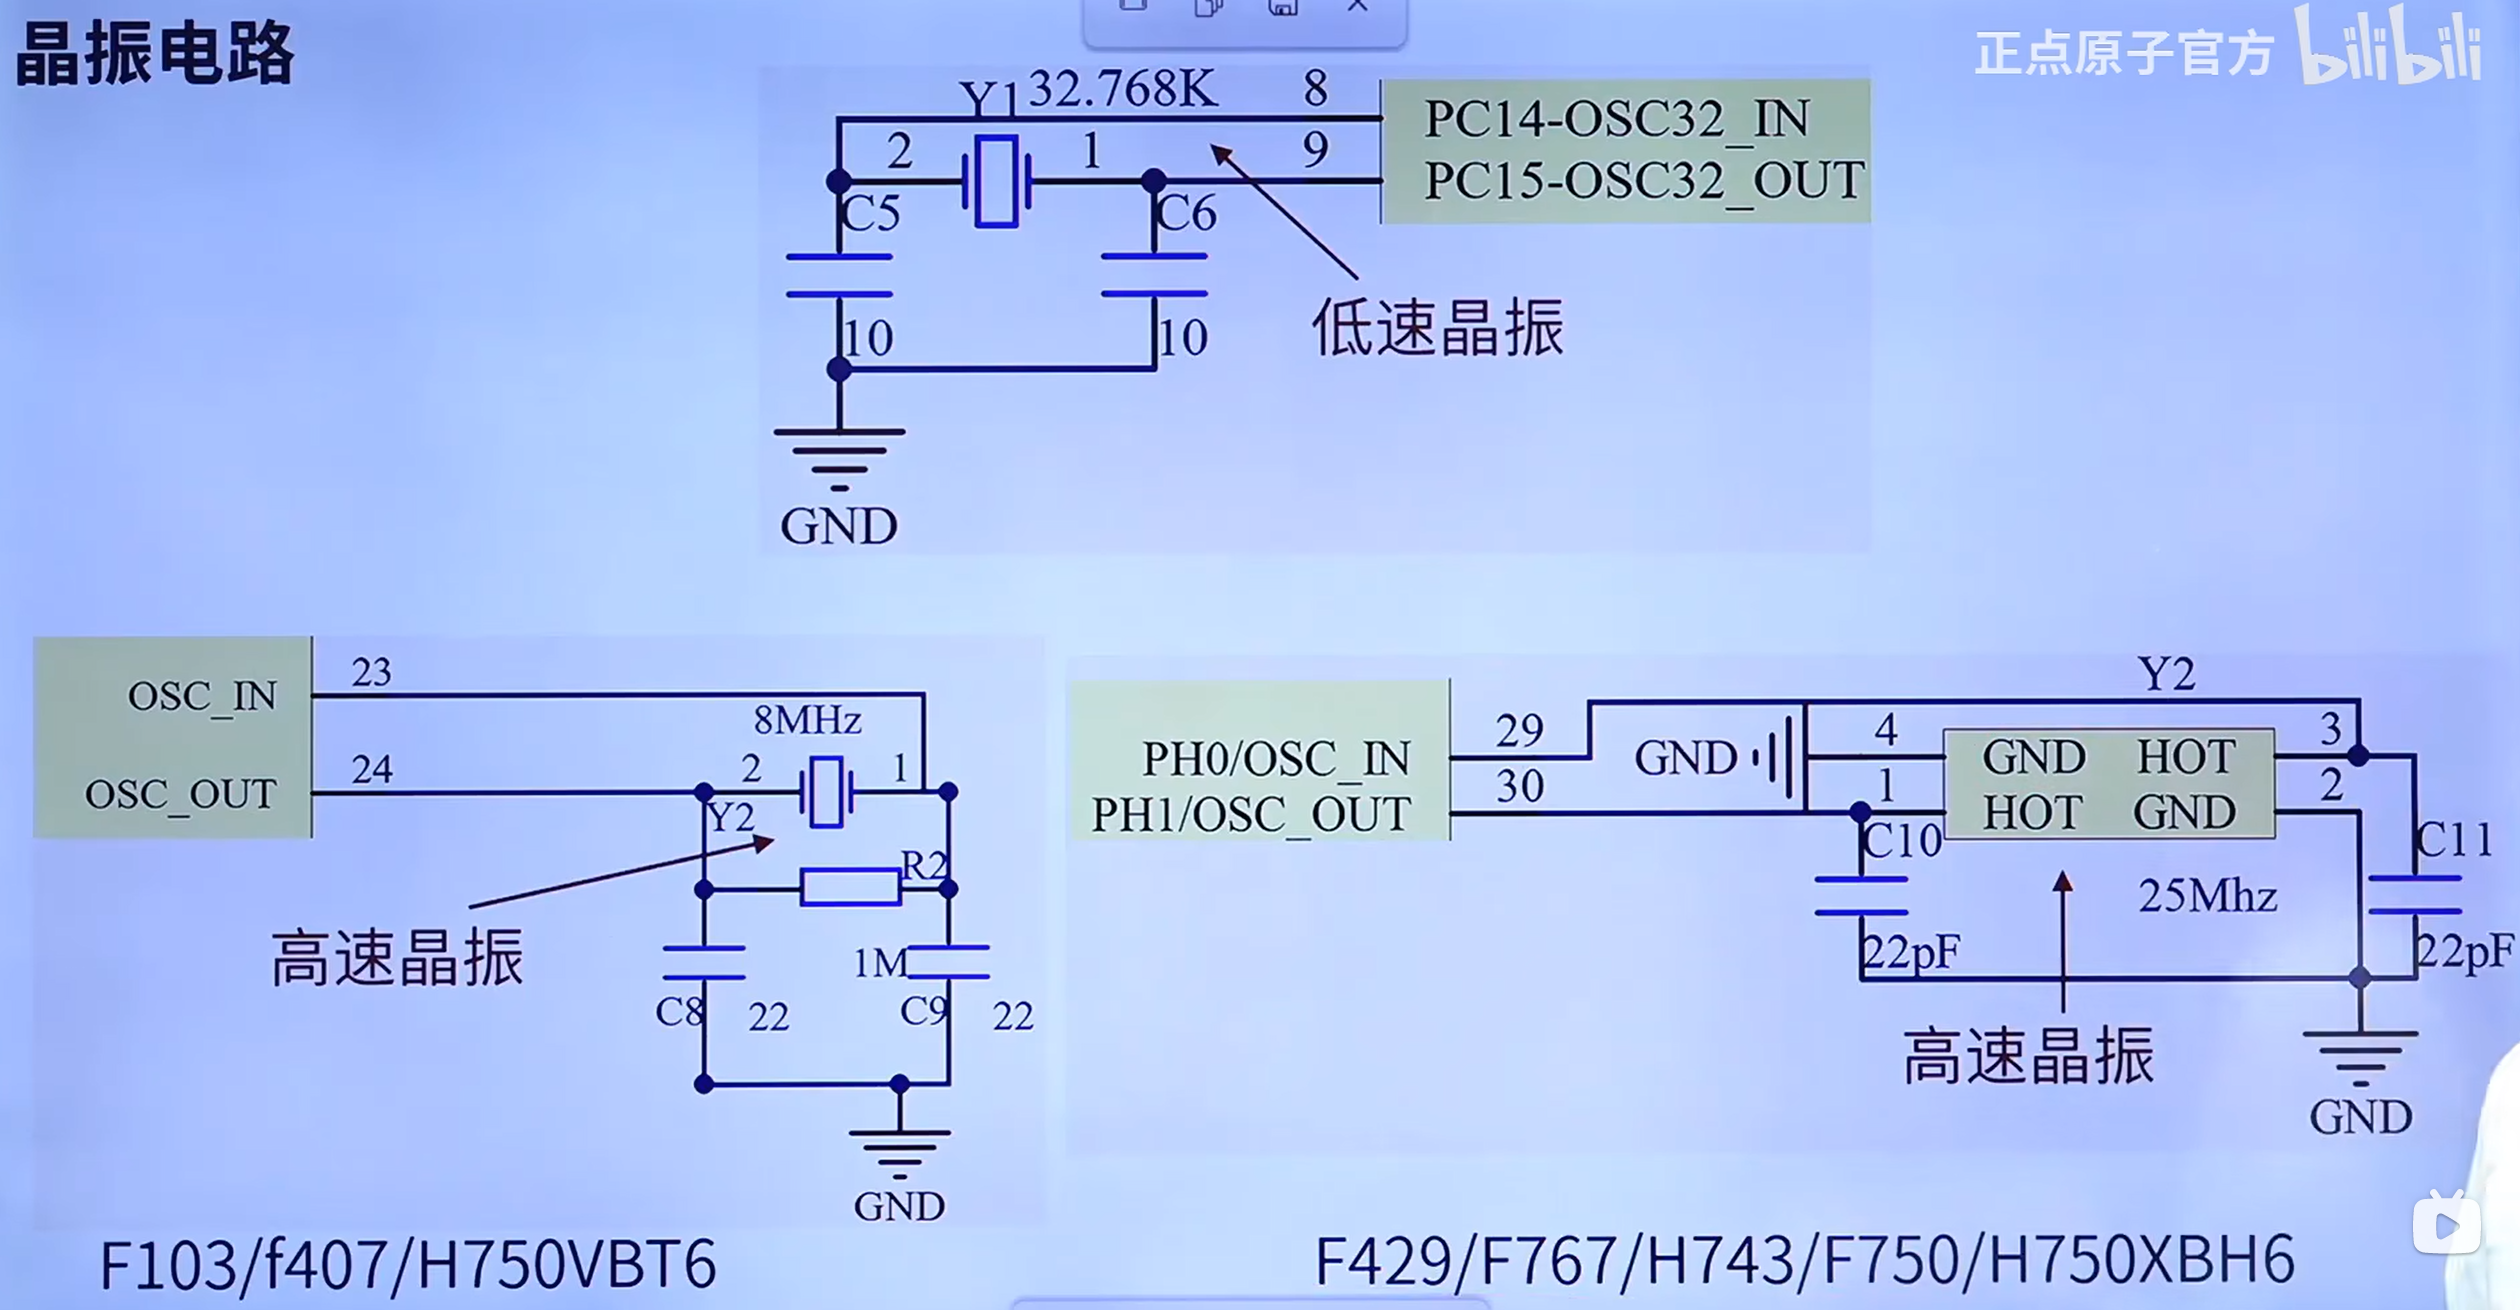 晶振电路
正点原子官方 bilibili
Y1 32.768K 8
PC14-OSC32_IN
2 1 9
PC15-OSC32_OUT
C5 C6
10 10
低速晶振
GND
OSC_IN 23
8MHz
OSC_OUT 24 2 1
Y2
R2
高速晶振
1M
C8 22 C9 22
GND
F103/f407/H750VBT6
Y2
PH0/OSC_IN 29 GND 4 GND HOT 3
PH1/OSC_OUT 30 1 HOT GND 2
C10 C11
25Mhz
22pF 22pF
高速晶振
GND
F429/F767/H743/F750/H750XBH6